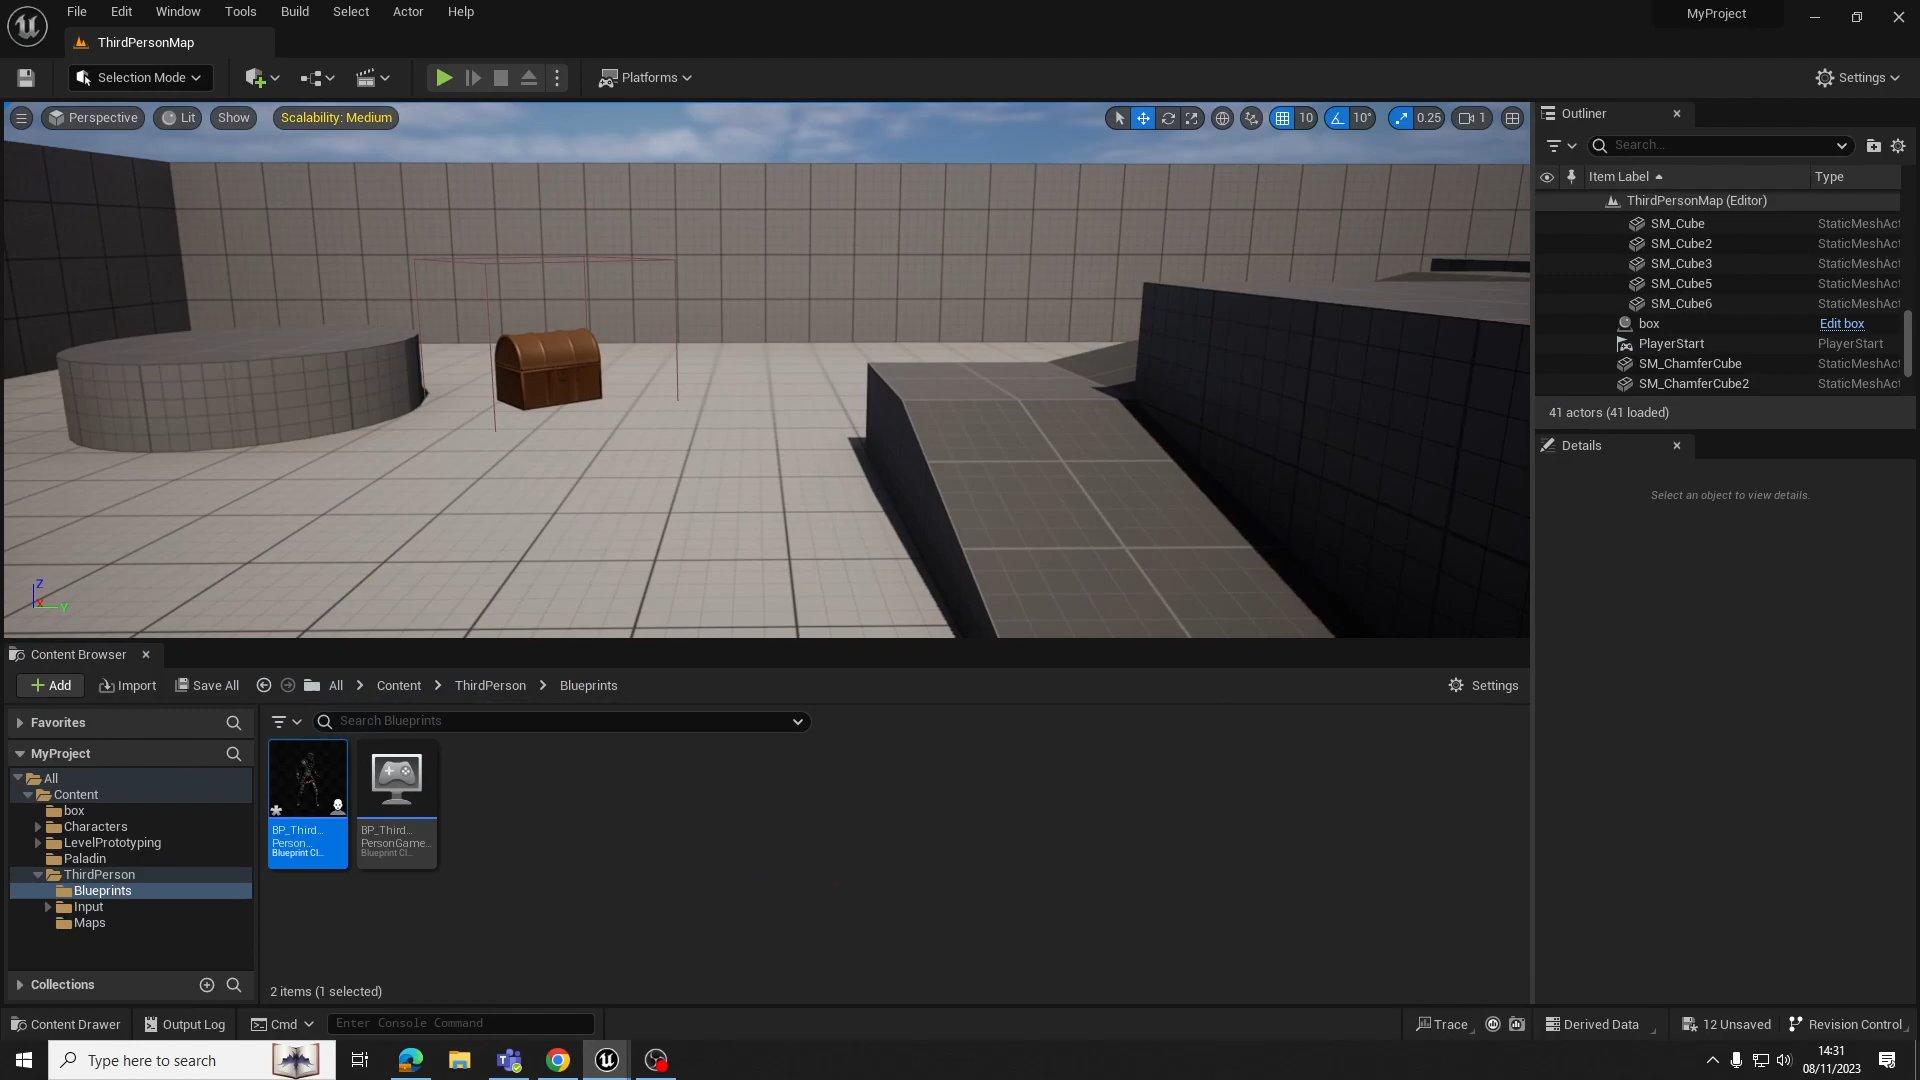 File Edit Window Tools Build Select Actor Help
MyProject
ThirdPersonMap
Selection Mode
Platforms
Settings
Perspective Lit Show Scalability: Medium
10 10° 0.25 1
Outliner
Search...
Item Label Type
ThirdPersonMap (Editor)
SM_Cube StaticMeshAct
SM_Cube2 StaticMeshAct
SM_Cube3 StaticMeshAct
SM_Cube5 StaticMeshAct
SM_Cube6 StaticMeshAct
box Edit box
PlayerStart PlayerStart
SM_ChamferCube StaticMeshAct
SM_ChamferCube2 StaticMeshAct
41 actors (41 loaded)
Details
Select an object to view details.
Z
X
Y
Content Browser
Add Import Save All All Content ThirdPerson Blueprints Settings
Favorites
Search Blueprints
MyProject
All
Content
box
Characters
LevelPrototyping
Paladin
ThirdPerson
Blueprints
Input
Maps
BP_Third...
Person...
Blueprint Cl...
BP_Third...
PersonGame...
Blueprint Cl...
Collections
2 items (1 selected)
Content Drawer Output Log Cmd Enter Console Command Trace Derived Data 12 Unsaved Revision Control
Type here to search
14:31
08/11/2023